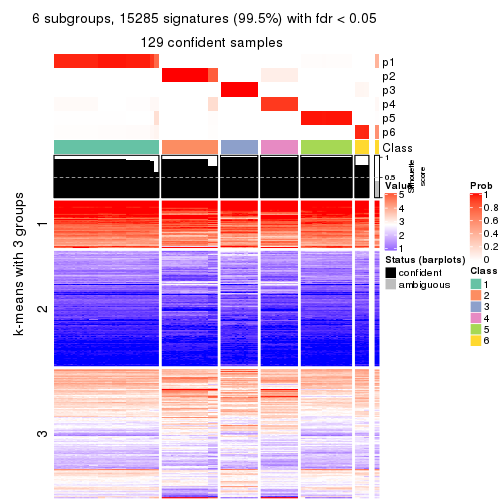 6 subgroups, 15285 signatures (99.5%) with fdr < 0.05
129 confident samples
p1
p2
p3
p4
p5
p6
Class
1
0.5
Silhouette
score
k-means with 3 groups
1
2
3
Value
5
4
3
2
1
Status (barplots)
confident
ambiguous
Prob
1
0.8
0.6
0.4
0.2
0
Class
1
2
3
4
5
6